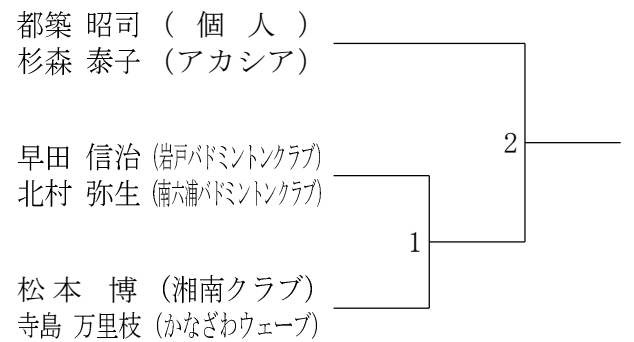 都築 昭司 (個人)
杉森 泰子 (アカシア)
2
早田 信治 (岩戸バドミントンクラブ)
北村 弥生 (南六浦バドミントンクラブ)
1
松本 博 (湘南クラブ)
寺島 万里枝 (かなざわウェーブ)